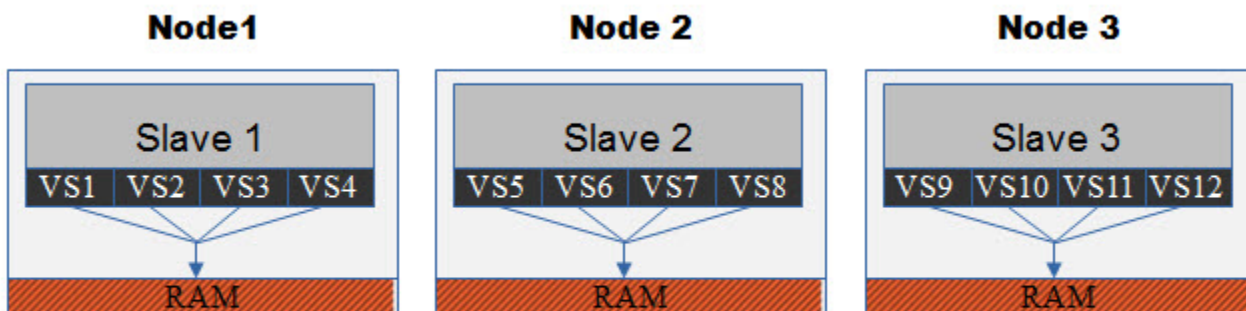 Node1 Node 2 Node 3
Slave 1 Slave 2 Slave 3
VS1 VS2 VS3 VS4 VS5 VS6 VS7 VS8 VS9 VS10 VS11 VS12
RAM RAM RAM